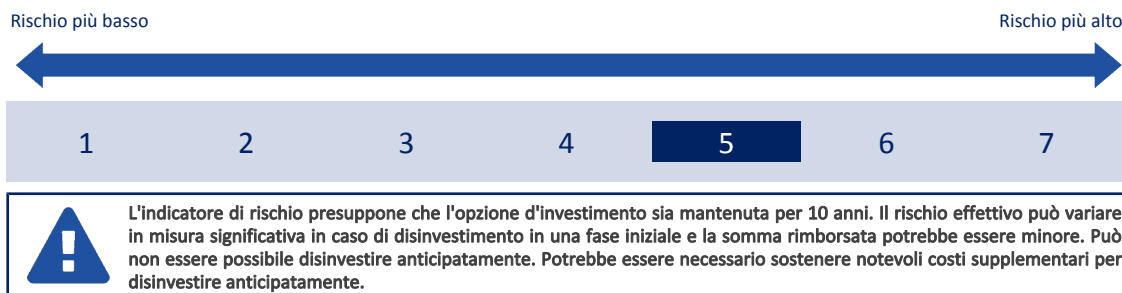 Rischio più basso Rischio più alto
1 2 3 4 5 6 7
L'indicatore di rischio presuppone che l'opzione d'investimento sia mantenuta per 10 anni. Il rischio effettivo può variare
in misura significativa in caso di disinvestimento in una fase iniziale e la somma rimborsata potrebbe essere minore. Può
non essere possibile disinvestire anticipatamente. Potrebbe essere necessario sostenere notevoli costi supplementari per
disinvestire anticipatamente.